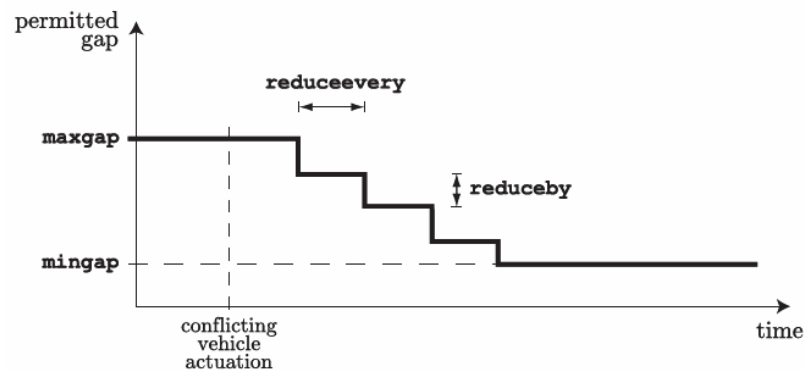 permitted
gap
reduceevery
maxgap
reduceby
mingap
conflicting
vehicle
actuation
time